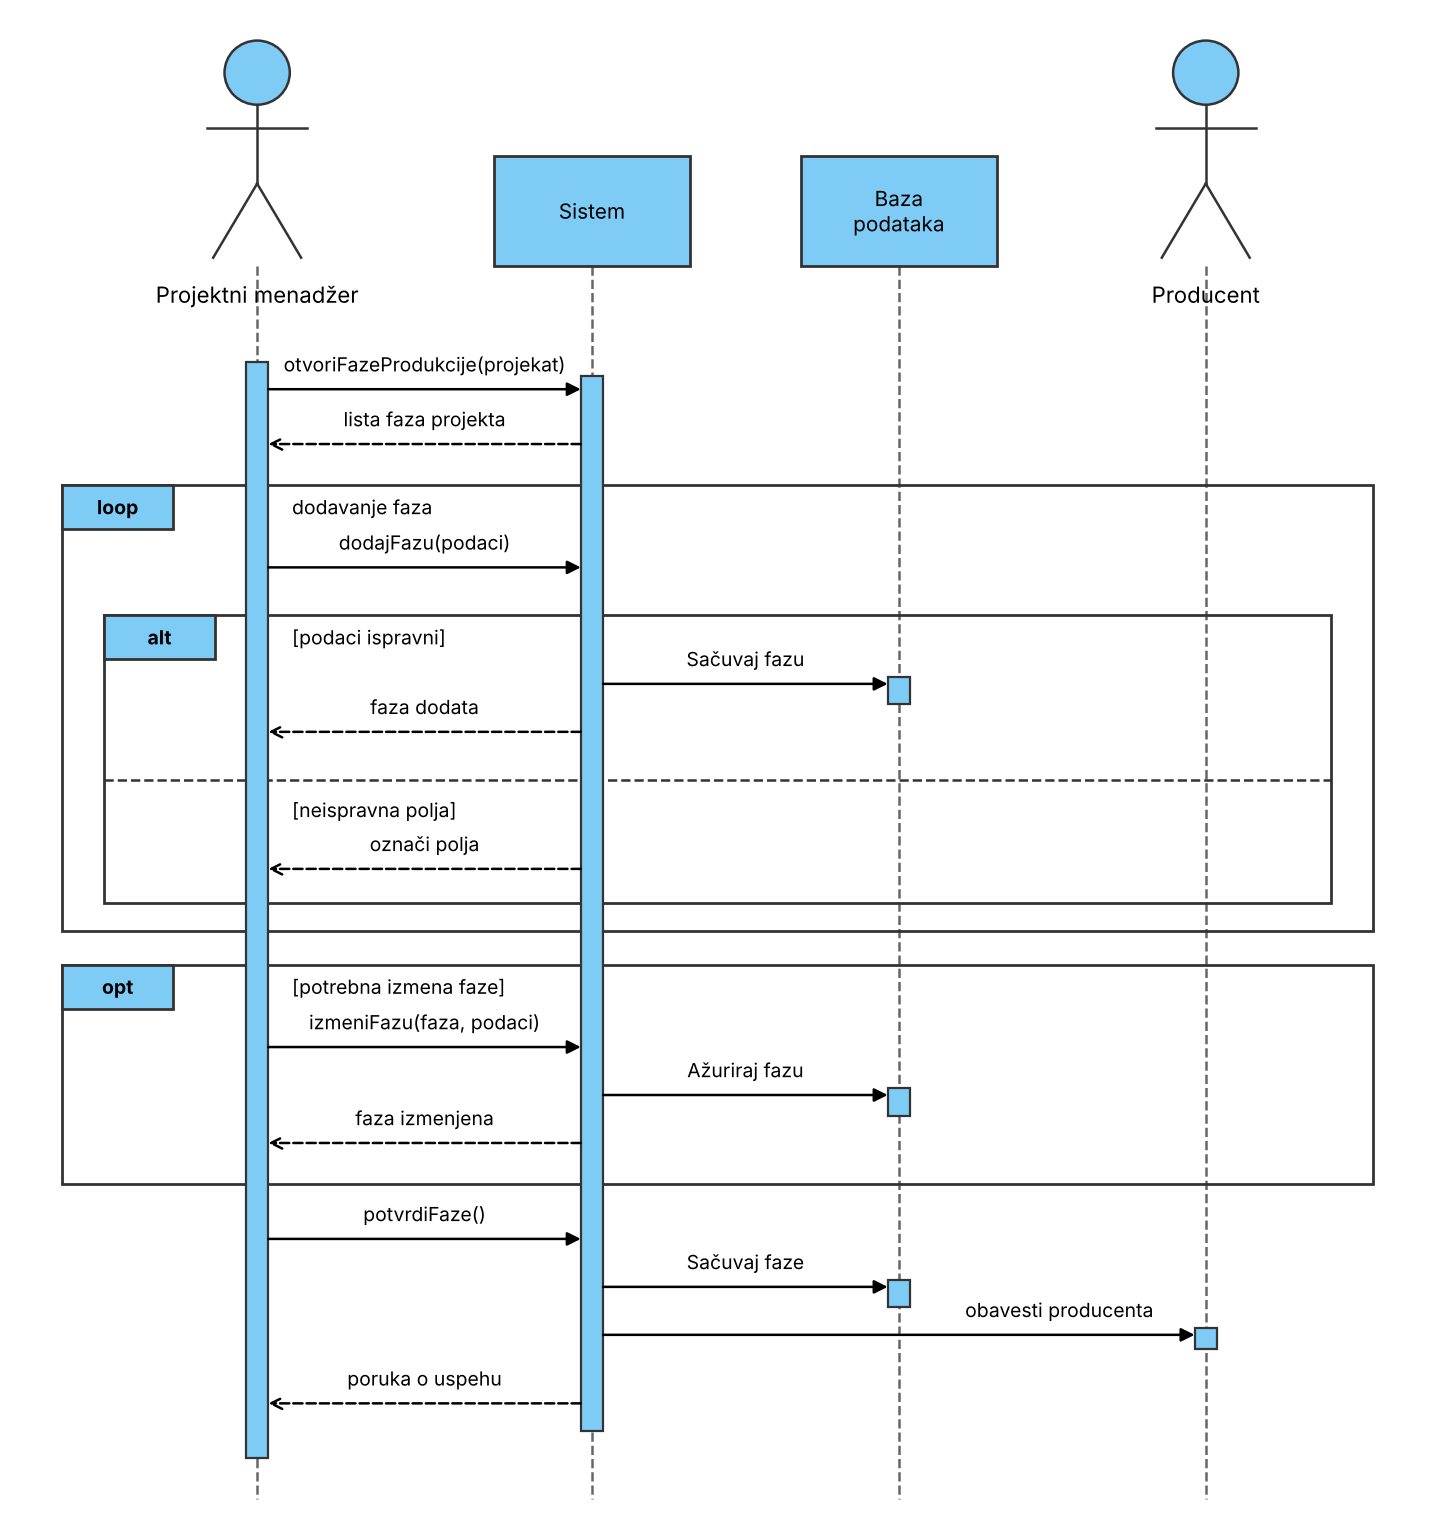 Sistem
Baza
podataka
Projektni menadžer
Producent
otvoriFazeProdukcije(projekat)
lista faza projekta
loop
dodavanje faza
dodajFazu(podaci)
alt
[podaci ispravni]
Sačuvaj fazu
faza dodata
[neispravna polja]
označi polja
opt
[potrebna izmena faze]
izmeniFazu(faza, podaci)
Ažuriraj fazu
faza izmenjena
potvrdiFaze()
Sačuvaj faze
obavesti producenta
poruka o uspehu